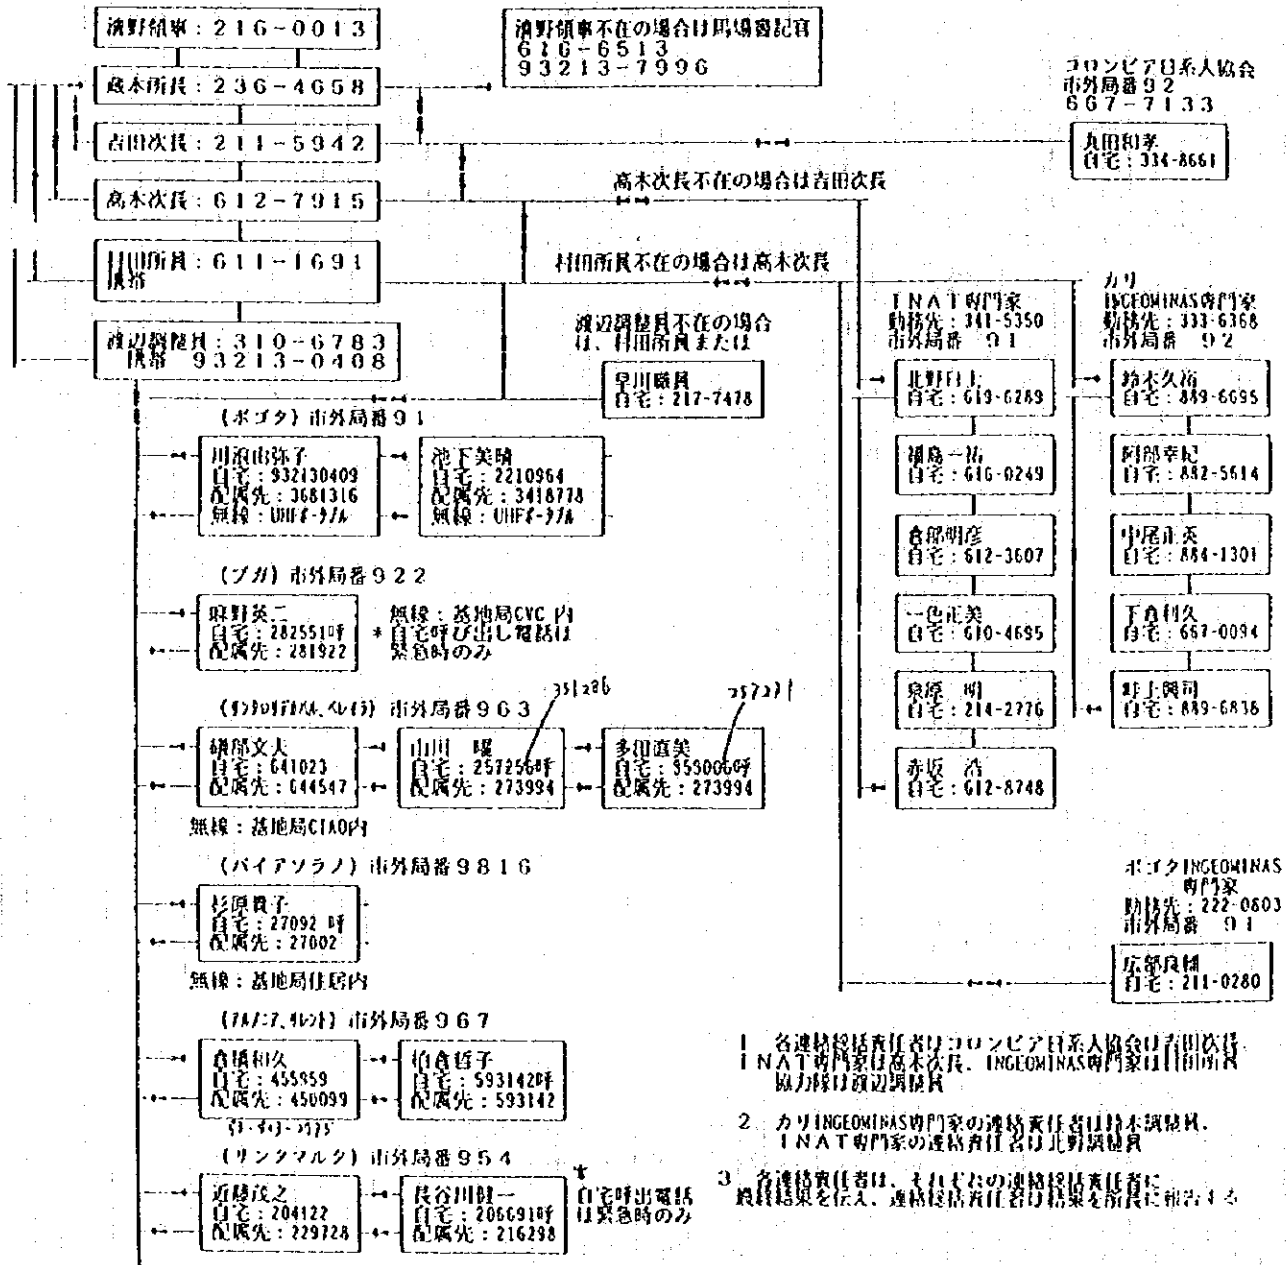 領事：216-0013
所長：236-4658
吉田次長：211-5942
高木次長：612-7915
村田所員：611-1691
携帯
渡辺調整員：310-6783
携帯 93213-0408
領事不在の場合は馬場書記官
616-6513
93213-7996
コロンビア日系人協会
市外局番92
667-7133
丸田和孝
自宅：334-8661
高木次長不在の場合は吉田次長
村田所員不在の場合は高木次長
渡辺調整員不在の場合
は、村田所員または
早川職員
自宅：217-7478
INAT専門家
勤務先：341-5350
市外局番 91
北野
自宅：619-6289
福島一祐
自宅：616-0249
倉部明彦
自宅：612-3607
一色正美
自宅：610-4695
原 明
自宅：214-2776
赤坂 浩
自宅：612-8748
カリ
INGEOMINAS専門家
勤務先：333-6368
市外局番 92
鈴木久裕
自宅：889-6695
阿部幸紀
自宅：882-5614
中尾正英
自宅：884-1301
下倉利久
自宅：667-0094
井上興司
自宅：889-6838
ボゴタINGEOMINAS
専門家
勤務先：222-0803
市外局番 91
広部良
自宅：211-0280
(ボゴタ) 市外局番91
弥子
自宅：932130409
配属先：3681316
無線：UHFポータブル
池下美晴
自宅：2210964
配属先：3418778
無線：UHFポータブル
(ブガ) 市外局番922
麻野英二
自宅：282551呼
配属先：281922
無線：基地局CVC内
*自宅呼び出し電話は
緊急時のみ
市外局番963
351286
磯部文夫
自宅：641023
配属先：644547
山川
自宅：257256呼
配属先：273994
多田直美
自宅：呼
配属先：273994
無線：基地局CIAO内
(バイアソラノ) 市外局番9816
杉原貴子
自宅：27092 呼
配属先：27002
無線：基地局住居内
市外局番967
倉橋和久
自宅：455959
配属先：450099
柏倉哲子
自宅：593142呼
配属先：593142
(サンタマルタ) 市外局番954
近藤茂之
自宅：204122
配属先：229728
長谷川健一
自宅：206691呼
配属先：216298
*
自宅呼出電話
は緊急時のみ
1 各連絡総括責任者はコロンビア日系人協会は吉田次長、
INAT専門家は高木次長、INGEOMINAS専門家は村田所員
協力隊は渡辺調整員
2 カリINGEOMINAS専門家の連絡責任者は鈴木調整員、
INAT専門家の連絡責任者は北野調整員
3 各連絡責任者は、それぞれの連絡総括責任者に
最終結果を伝え、連絡総括責任者は結果を所長に報告する